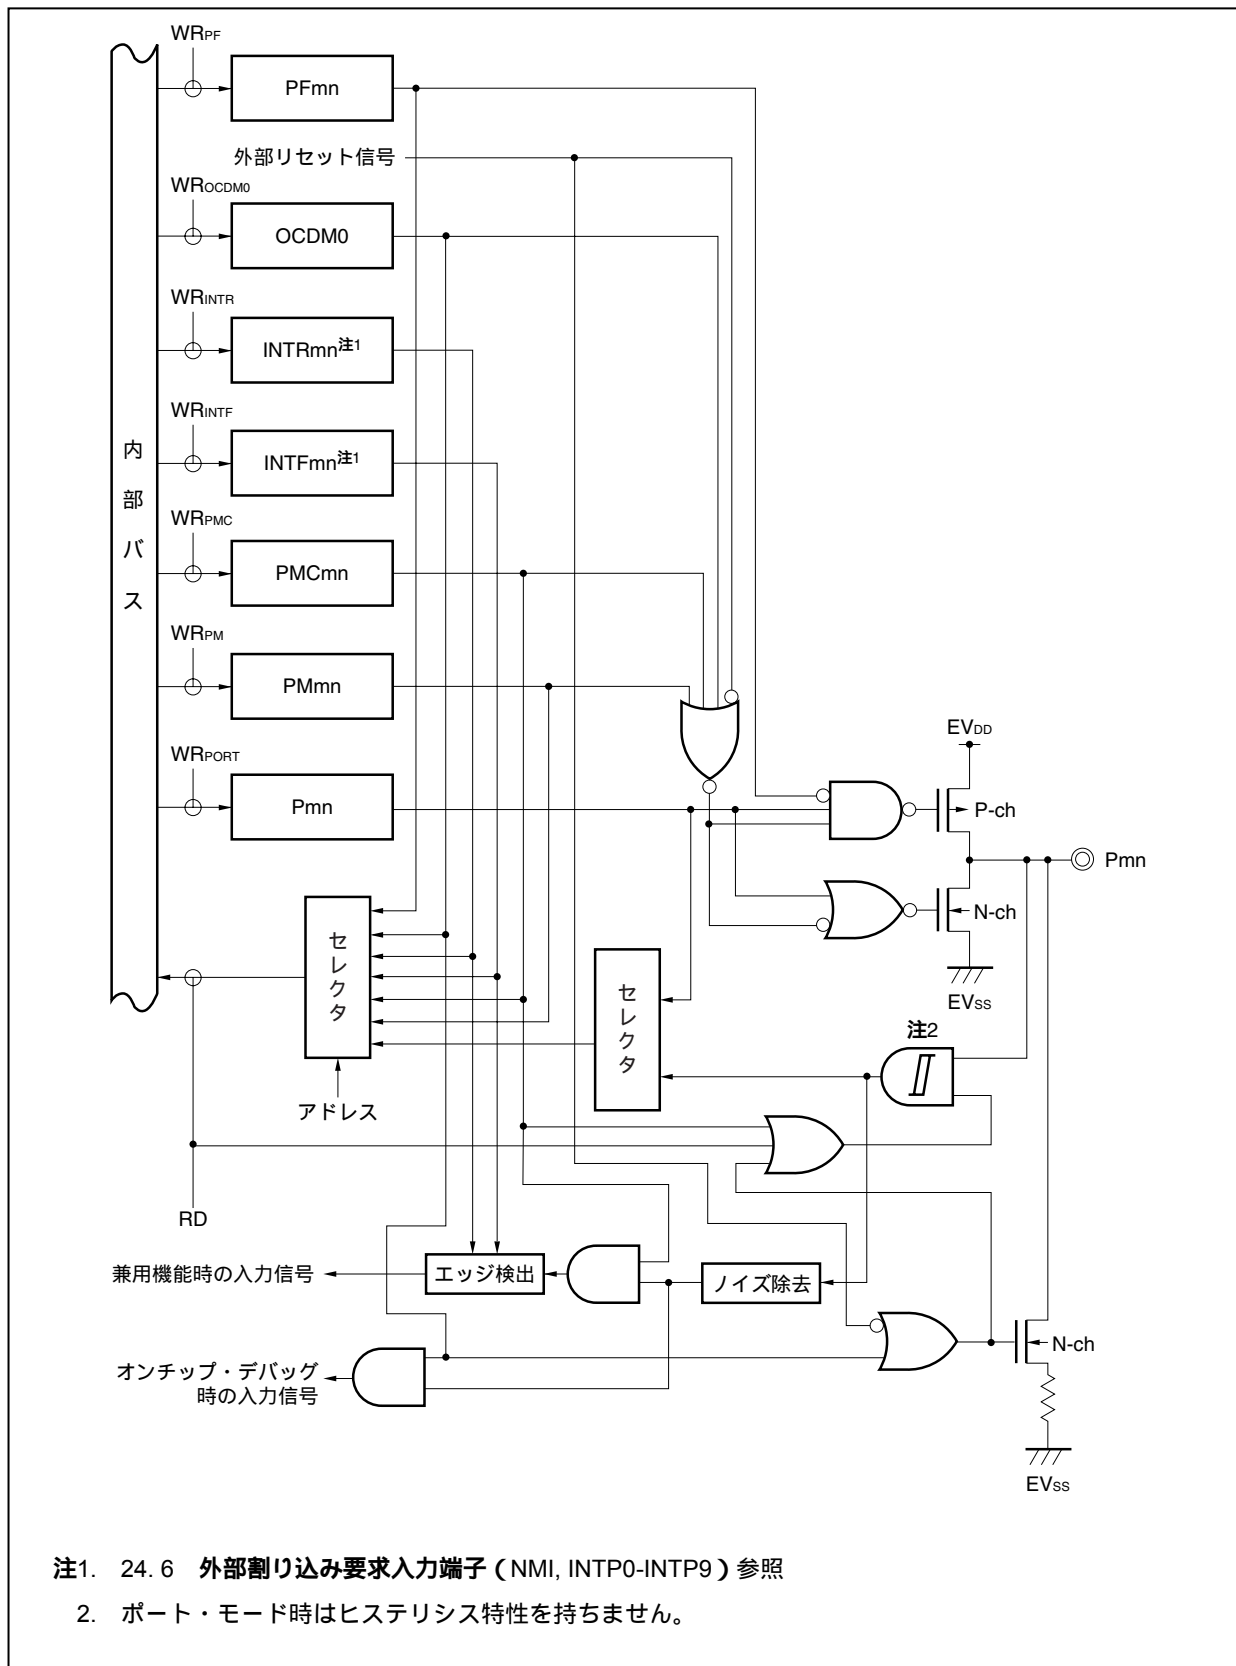 WRPF
PFmn
外部リセット信号
WROCDM0
OCDM0
WRINTR
INTRmn注1
WRINTF
INTFmn注1
内部バス
WRPMC
PMCmn
WRPM
PMmn
WRPORT
Pmn
EVDD
P-ch
Pmn
N-ch
EVSS
セレクタ
セレクタ
注2
アドレス
RD
兼用機能時の入力信号
エッジ検出
ノイズ除去
N-ch
オンチップ・デバッグ
時の入力信号
EVSS
注1. 24. 6 外部割り込み要求入力端子（NMI, INTP0-INTP9）参照
2. ポート・モード時はヒステリシス特性を持ちません。